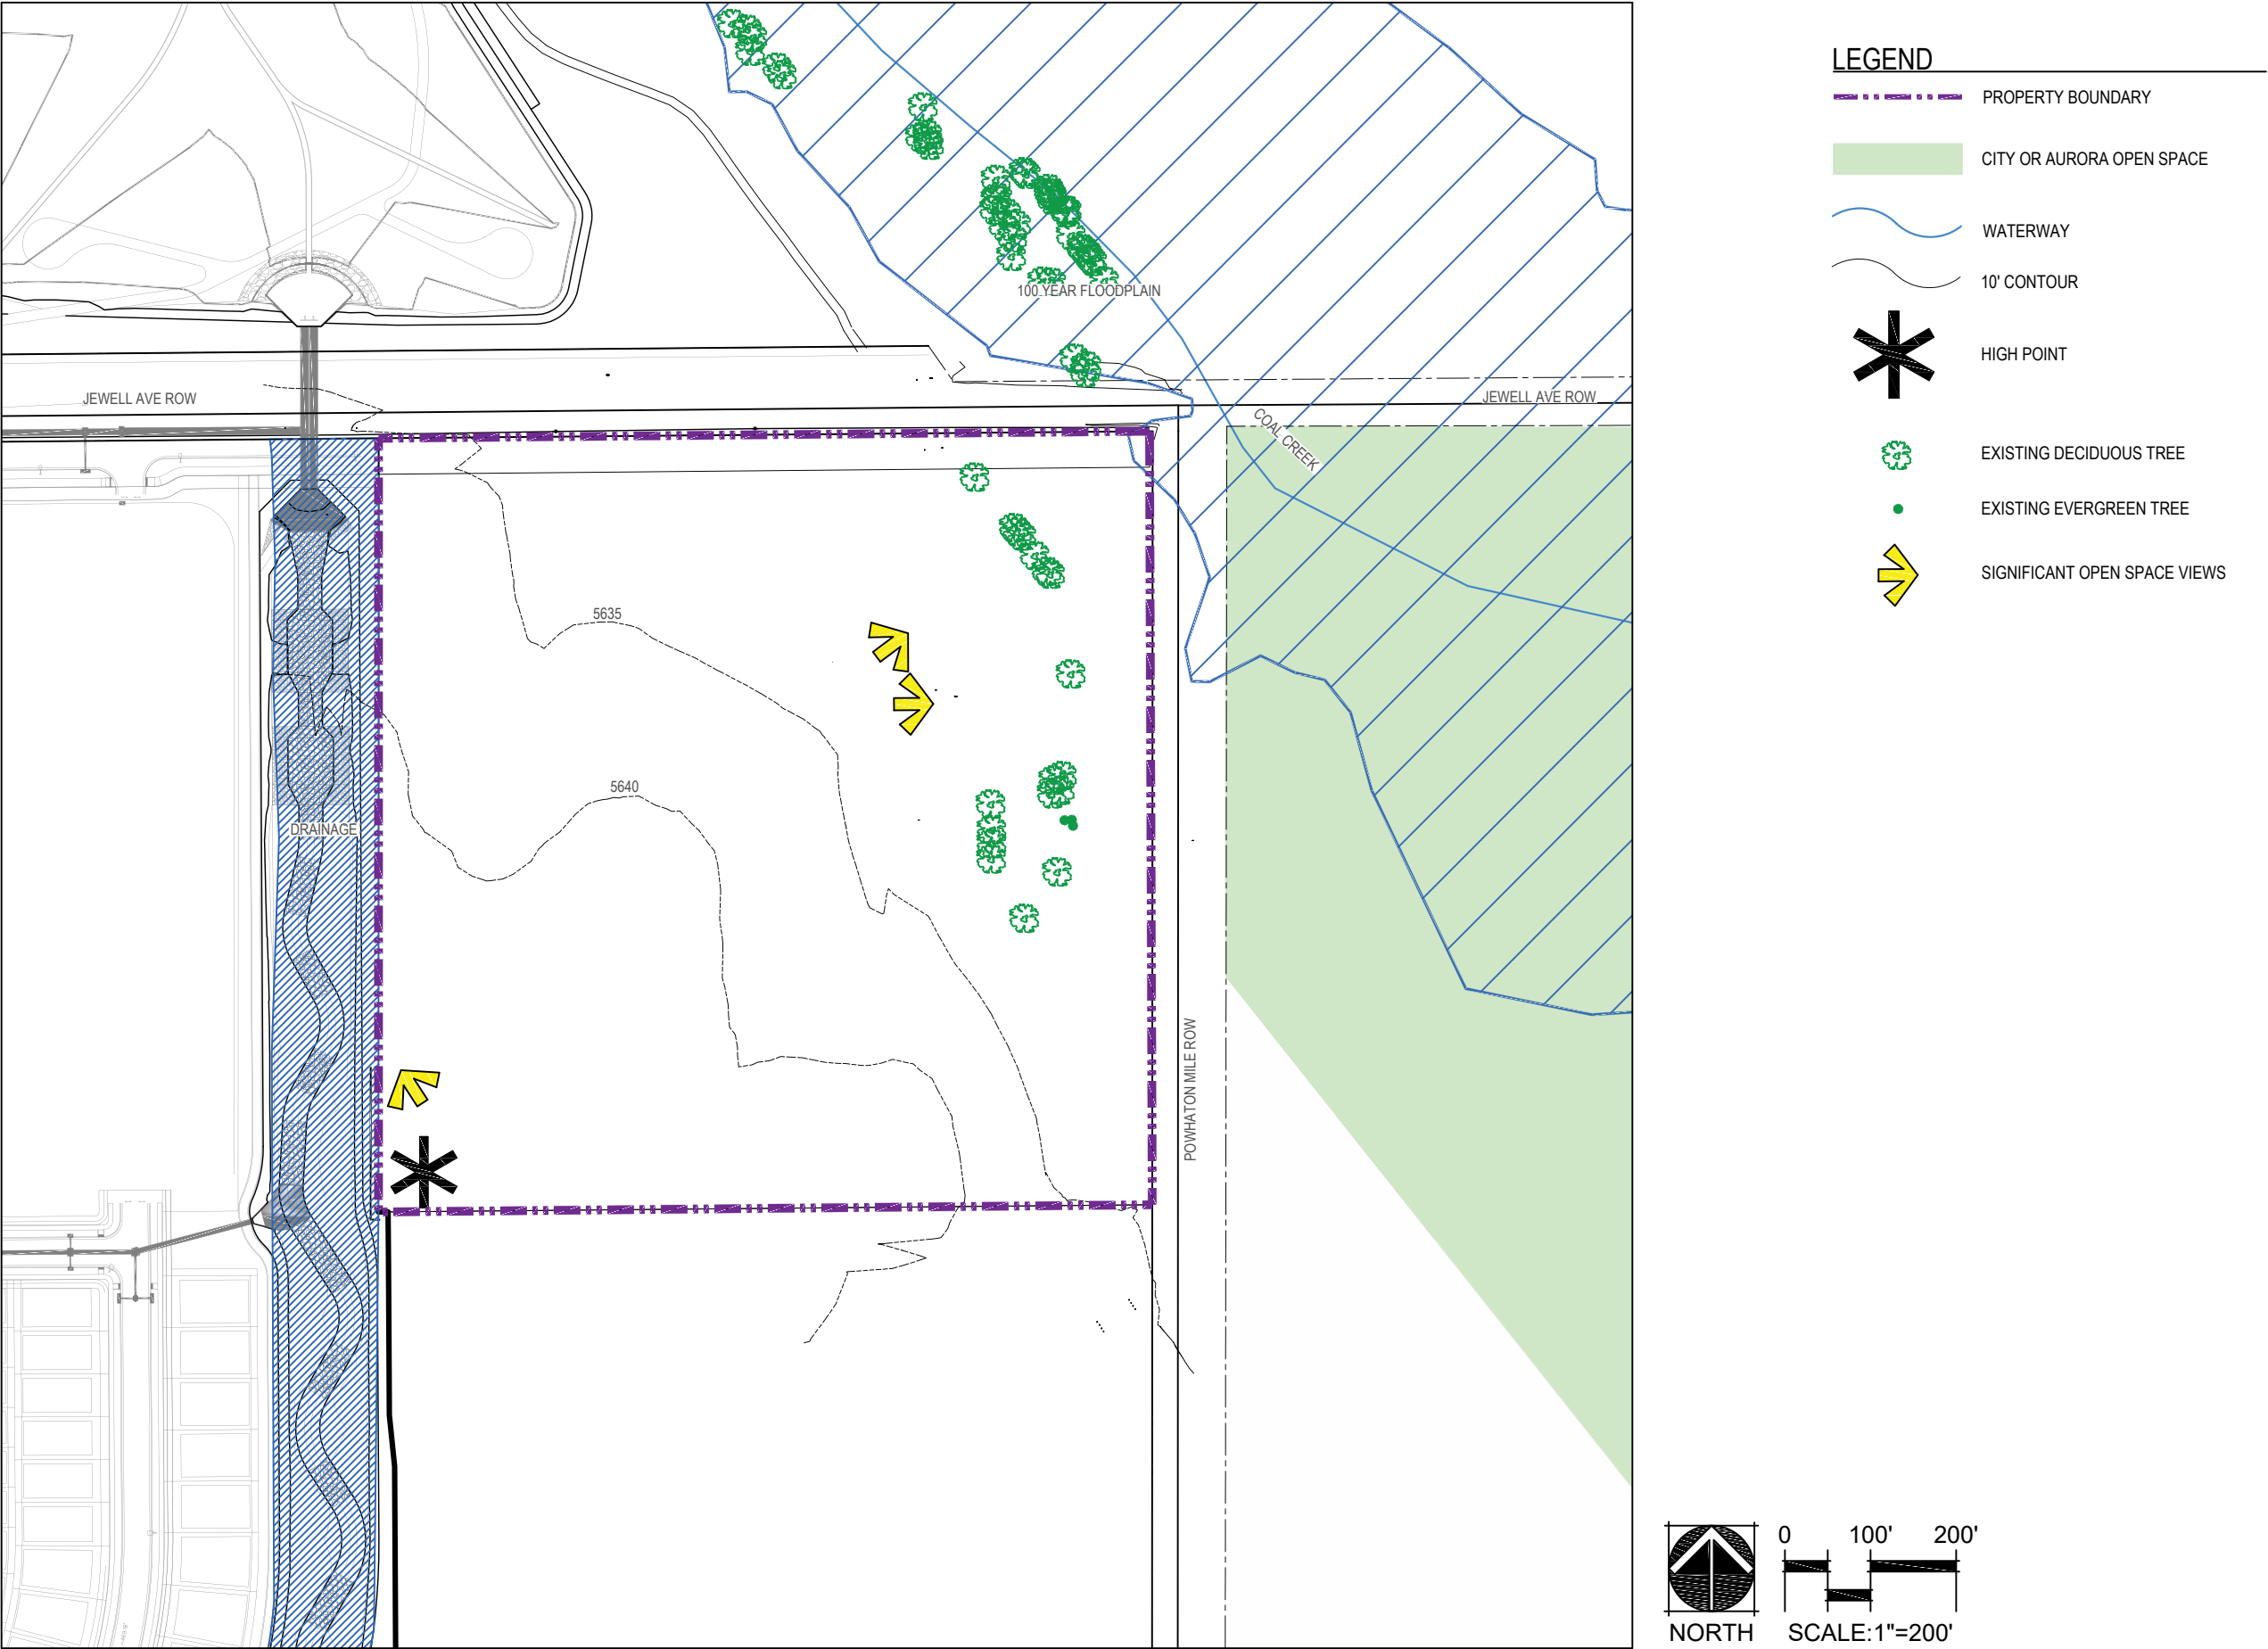 LEGEND
PROPERTY BOUNDARY
CITY OR AURORA OPEN SPACE
WATERWAY
10' CONTOUR
HIGH POINT
EXISTING DECIDUOUS TREE
EXISTING EVERGREEN TREE
SIGNIFICANT OPEN SPACE VIEWS
100 YEAR FLOODPLAIN
JEWELL AVE ROW
JEWELL AVE ROW
COAL CREEK
5635
5640
DRAINAGE
POWHATON MILE ROW
0 100' 200'
NORTH SCALE:1"=200'